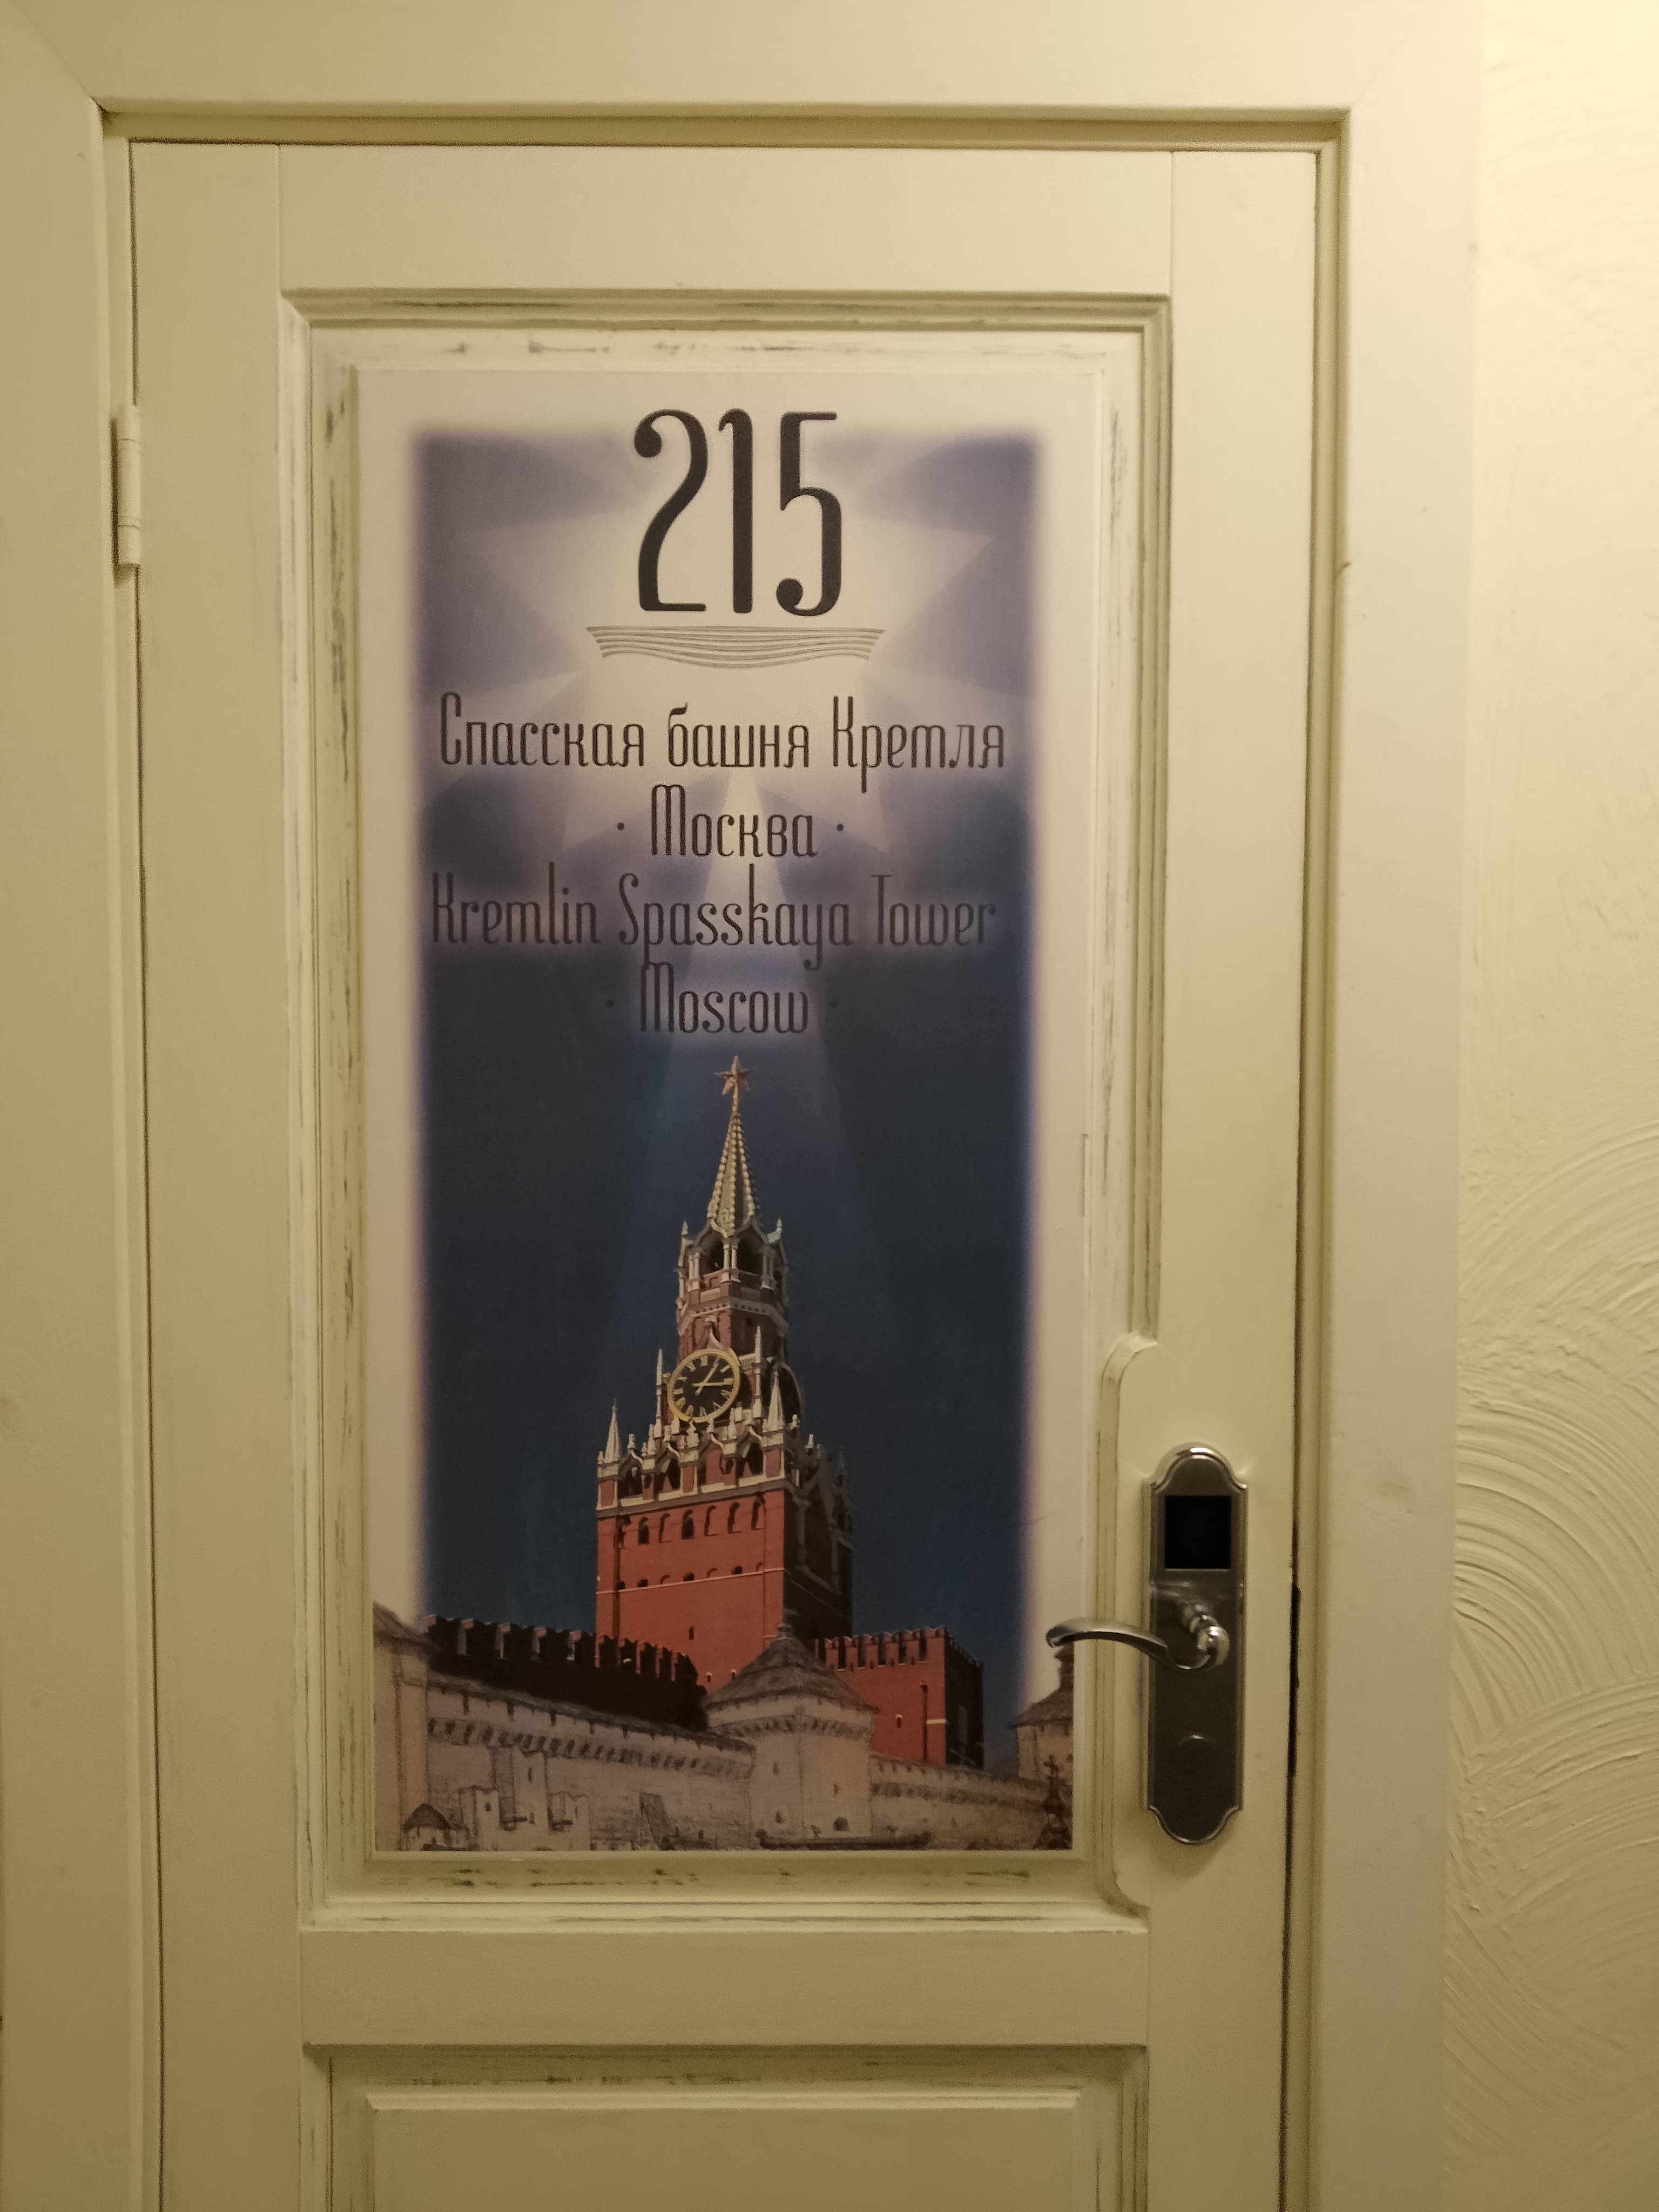 215
Спасская башня Кремля
· Москва ·
Kremlin Spasskaya Tower
· Moscow ·